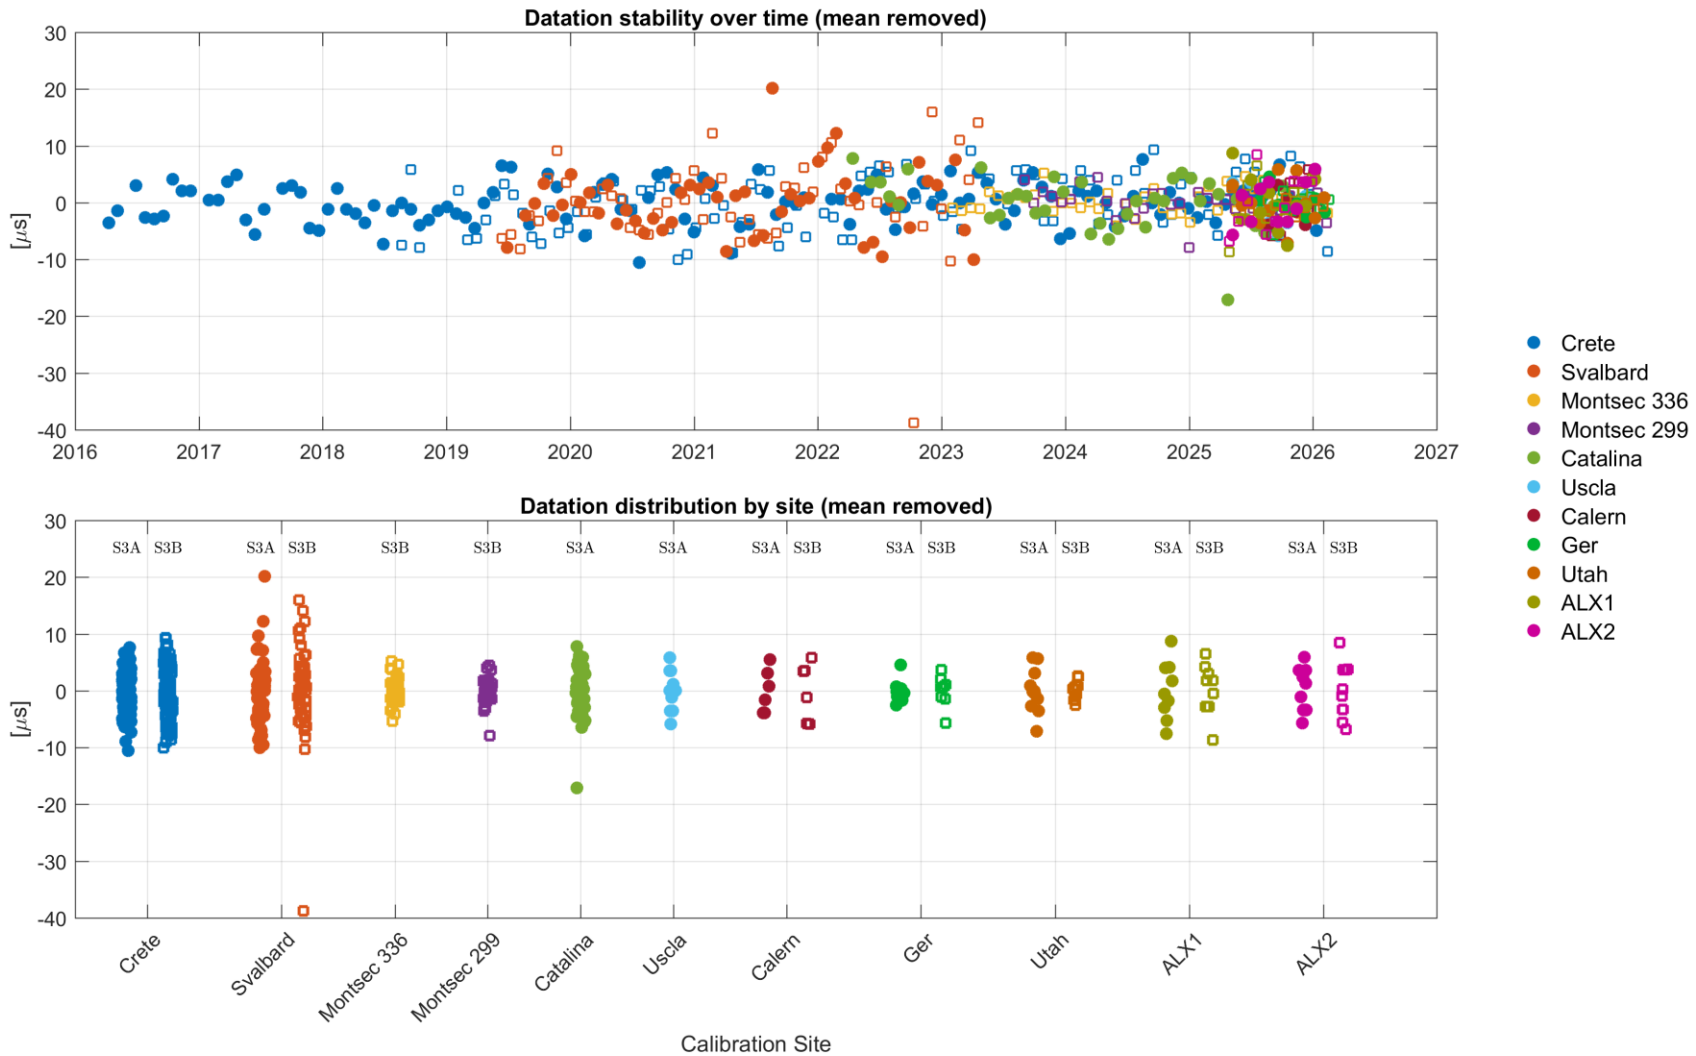 Datation stability over time (mean removed)
30
20
10
0
-10
-20
-30
-40
[μs]
2016 2017 2018 2019 2020 2021 2022 2023 2024 2025 2026 2027
Crete
Svalbard
Montsec 336
Montsec 299
Catalina
Uscla
Calern
Ger
Utah
ALX1
ALX2
Datation distribution by site (mean removed)
30
20
10
0
-10
-20
-30
-40
[μs]
S3A S3B S3A S3B S3B S3B S3A S3A S3A S3B S3A S3B S3A S3B S3A S3B S3A S3B
Crete Svalbard Montsec 336 Montsec 299 Catalina Uscla Calern Ger Utah ALX1 ALX2
Calibration Site